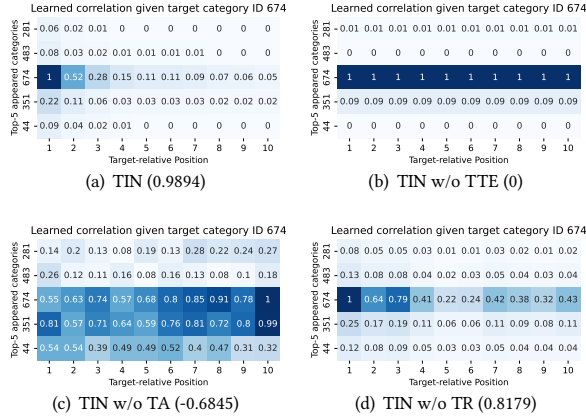 Learned correlation given target category ID 674
Top-5 appeared categories
281 0.06 0.02 0.01 0 0 0 0 0 0 0
483 0.08 0.03 0.01 0 0 0 0 0 0 0
674 1 0.52 0.28 0.15 0.11 0.11 0.09 0.07 0.06 0.05
351 0.22 0.11 0.06 0.03 0.03 0.03 0.03 0.02 0.02 0.02
44 0.09 0.04 0.02 0.01 0 0 0 0 0 0
1 2 3 4 5 6 7 8 9 10
Target-relative Position
(a) TIN (0.9894)
Learned correlation given target category ID 674
Top-5 appeared categories
281 0.01 0.01 0.01 0.01 0.01 0.01 0.01 0.01 0.01 0.01
483 0 0 0 0 0 0 0 0 0 0
674 1 1 1 1 1 1 1 1 1 1
351 0.09 0.09 0.09 0.09 0.09 0.09 0.09 0.09 0.09 0.09
44 0 0 0 0 0 0 0 0 0 0
1 2 3 4 5 6 7 8 9 10
Target-relative Position
(b) TIN w/o TTE (0)
Learned correlation given target category ID 674
Top-5 appeared categories
281 0.14 0.2 0.13 0.08 0.19 0.13 0.28 0.22 0.24 0.27
483 0.26 0.12 0.11 0.16 0.08 0.16 0.13 0.08 0.1 0.18
674 0.55 0.63 0.74 0.57 0.68 0.8 0.85 0.91 0.78 1
351 0.81 0.57 0.71 0.64 0.59 0.76 0.81 0.72 0.8 0.99
44 0.54 0.54 0.39 0.49 0.49 0.52 0.4 0.47 0.31 0.32
1 2 3 4 5 6 7 8 9 10
Target-relative Position
(c) TIN w/o TA (-0.6845)
Learned correlation given target category ID 674
Top-5 appeared categories
281 0.08 0.05 0.05 0.03 0.01 0.01 0.03 0.02 0.01 0.02
483 0.13 0.08 0.08 0.04 0.02 0.02 0.04 0.03 0.03 0.04
674 1 0.64 0.79 0.41 0.22 0.24 0.42 0.38 0.32 0.43
351 0.25 0.17 0.19 0.11 0.06 0.06 0.11 0.09 0.08 0.11
44 0.12 0.08 0.09 0.04 0.02 0.02 0.05 0.04 0.03 0.04
1 2 3 4 5 6 7 8 9 10
Target-relative Position
(d) TIN w/o TR (0.8179)